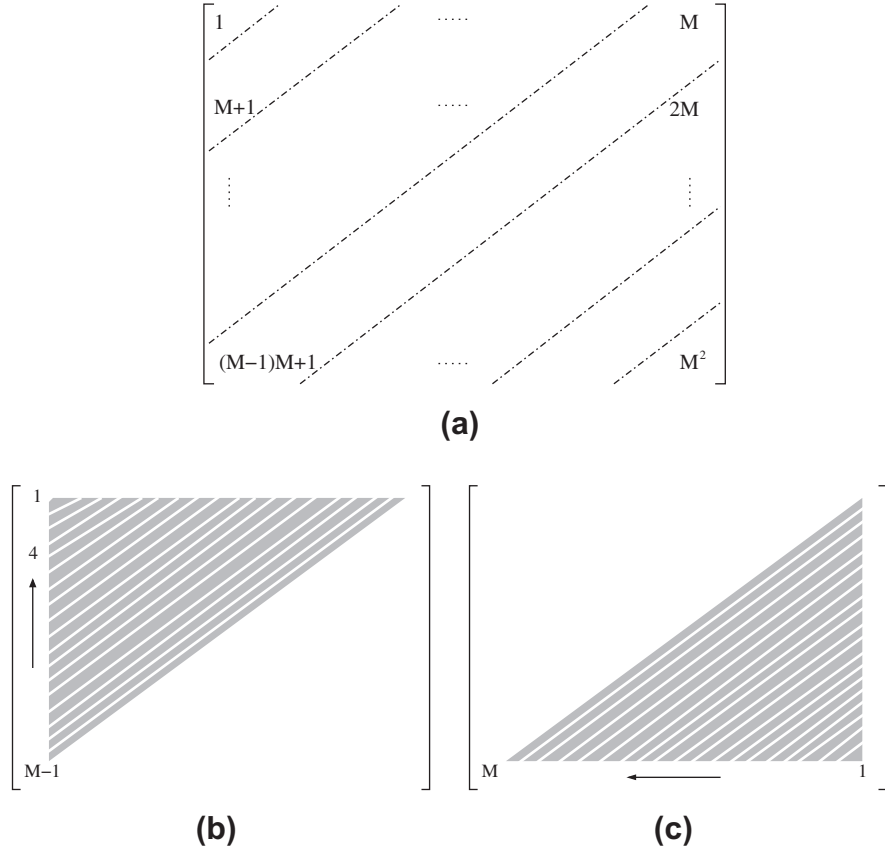 1 ..... M
M+1 ..... 2M
..... .....
(M−1)M+1 ..... M²
(a)
1
4
M−1
(b)
M 1
(c)